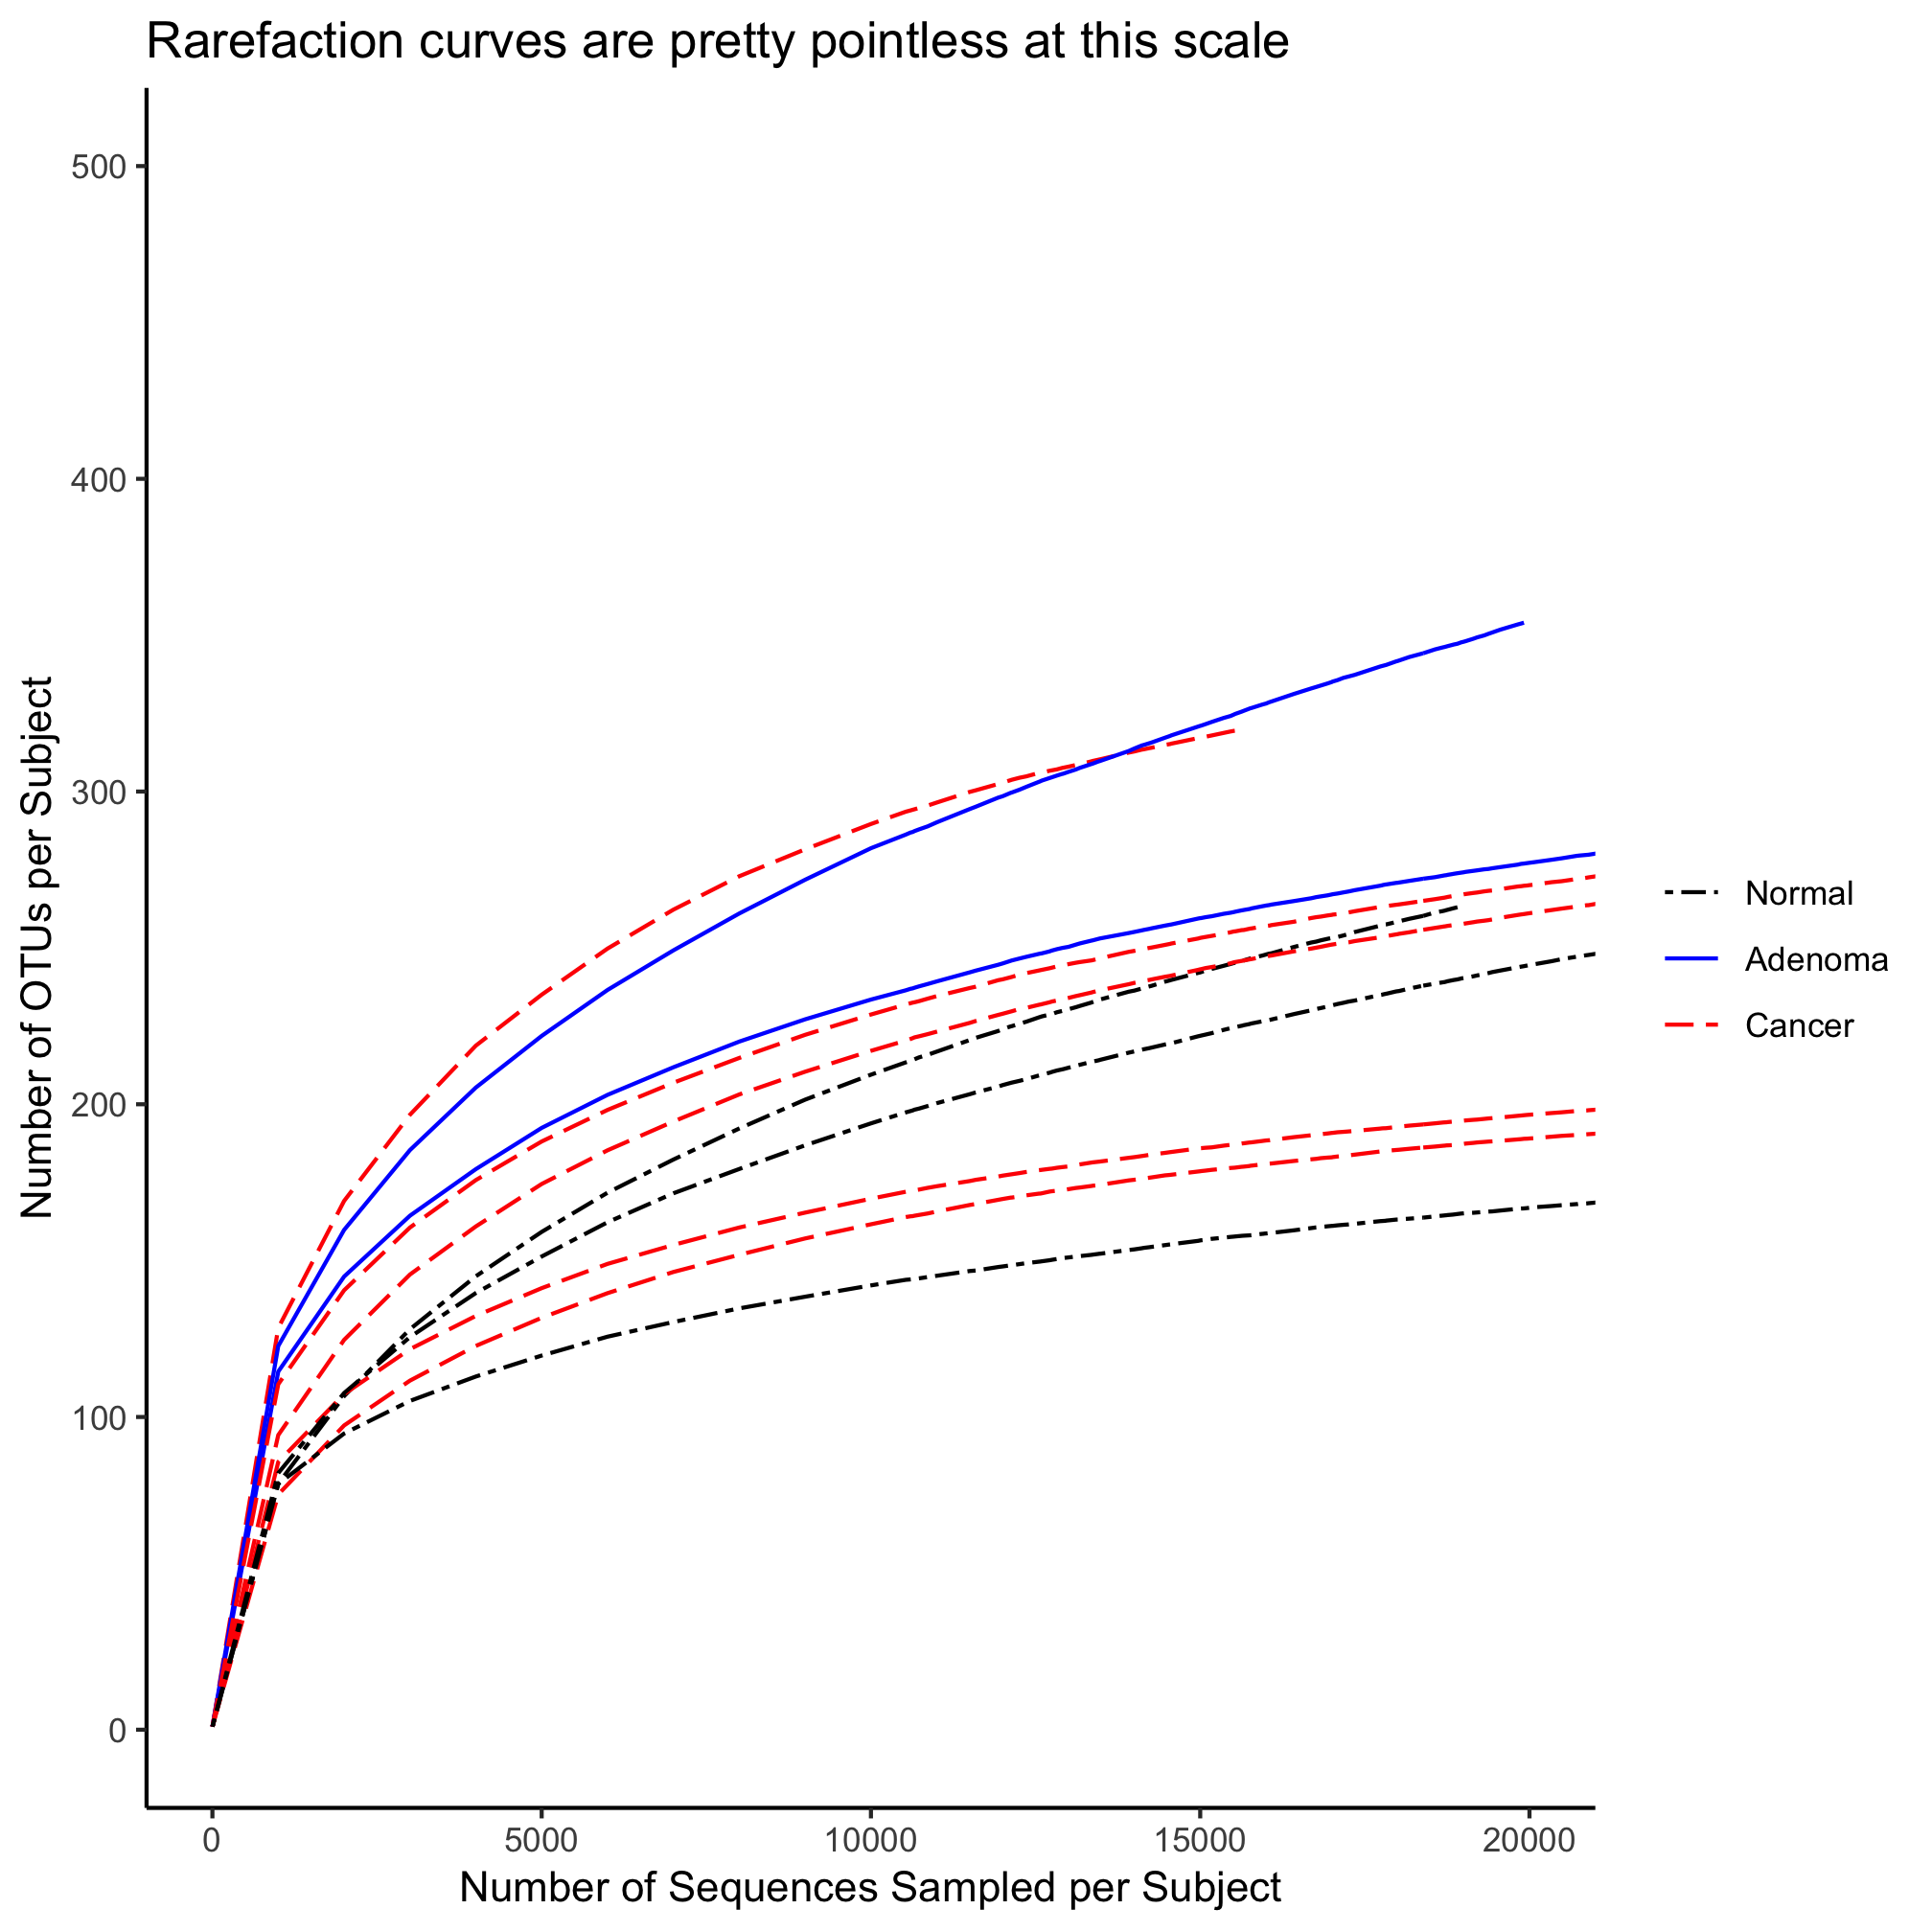 Rarefaction curves are pretty pointless at this scale
Number of OTUs per Subject
500
400
300
200
100
0
0 5000 10000 15000 20000
Number of Sequences Sampled per Subject
Normal
Adenoma
Cancer